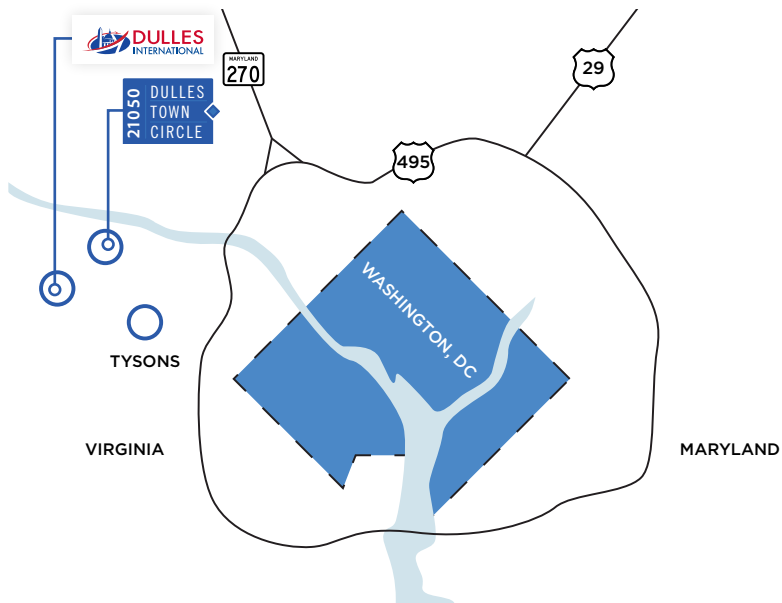 DULLES
INTERNATIONAL
21050
DULLES
TOWN
CIRCLE
MARYLAND
270
29
495
WASHINGTON, DC
TYSONS
VIRGINIA
MARYLAND